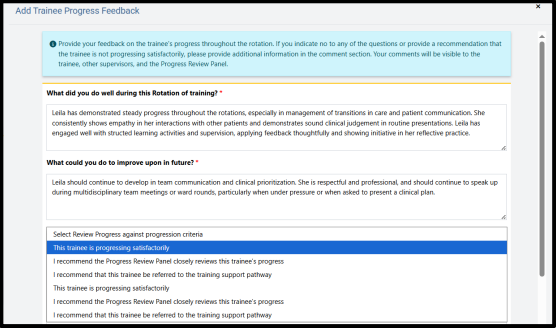 Add Trainee Progress Feedback
×
Provide your feedback on the trainee's progress throughout the rotation. If you indicate no to any of the questions or provide a recommendation that
the trainee is not progressing satisfactorily, please provide additional information in the comment section. Your comments will be visible to the
trainee, other supervisors, and the Progress Review Panel.
What did you do well during this Rotation of training? *
Leila has demonstrated steady progress throughout the rotations, especially in management of transitions in care and patient communication. She
consistently shows empathy in her interactions with other patients and demonstrates sound clinical judgement in routine presentations. Leila has
engaged well with structed learning activities and supervision, applying feedback thoughtfully and showing initiative in her reflective practice.
What could you do to improve upon in future? *
Leila should continue to develop in team communication and clinical prioritization. She is respectful and professional, and should continue to speak up
during multidisciplinary team meetings or ward rounds, particularly when under pressure or when asked to present a clinical plan.
Select Review Progress against progression criteria
This trainee is progressing satisfactorily
I recommend the Progress Review Panel closely reviews this trainee's progress
I recommend that this trainee be referred to the training support pathway
This trainee is progressing satisfactorily
I recommend the Progress Review Panel closely reviews this trainee's progress
I recommend that this trainee be referred to the training support pathway